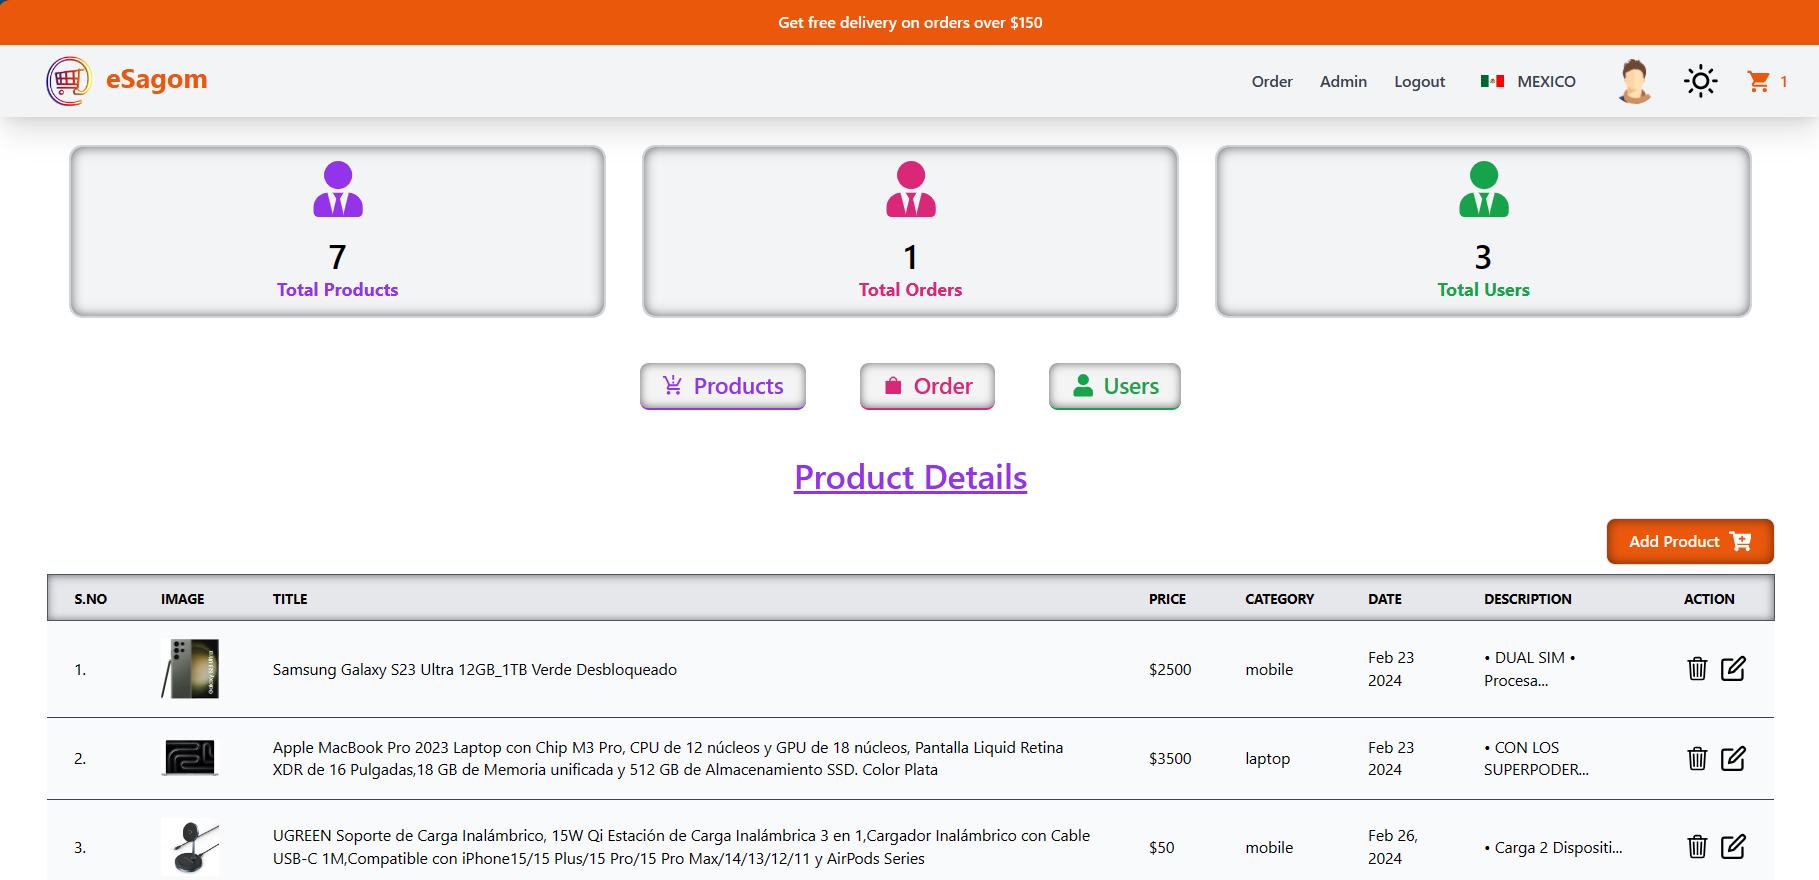 Get free delivery on orders over $150
eSagom
Order Admin Logout MEXICO 1
7
Total Products
1
Total Orders
3
Total Users
Products Order Users
Product Details
Add Product
S.NO IMAGE TITLE PRICE CATEGORY DATE DESCRIPTION ACTION
1. Samsung Galaxy S23 Ultra 12GB_1TB Verde Desbloqueado $2500 mobile
Feb 23
2024
• DUAL SIM •
Procesa...
2.
Apple MacBook Pro 2023 Laptop con Chip M3 Pro, CPU de 12 núcleos y GPU de 18 núcleos, Pantalla Liquid Retina
XDR de 16 Pulgadas,18 GB de Memoria unificada y 512 GB de Almacenamiento SSD. Color Plata
$3500 laptop
Feb 23
2024
• CON LOS
SUPERPODER...
3.
UGREEN Soporte de Carga Inalámbrico, 15W Qi Estación de Carga Inalámbrica 3 en 1,Cargador Inalámbrico con Cable
USB-C 1M,Compatible con iPhone15/15 Plus/15 Pro/15 Pro Max/14/13/12/11 y AirPods Series
$50 mobile
Feb 26,
2024
• Carga 2 Dispositi...